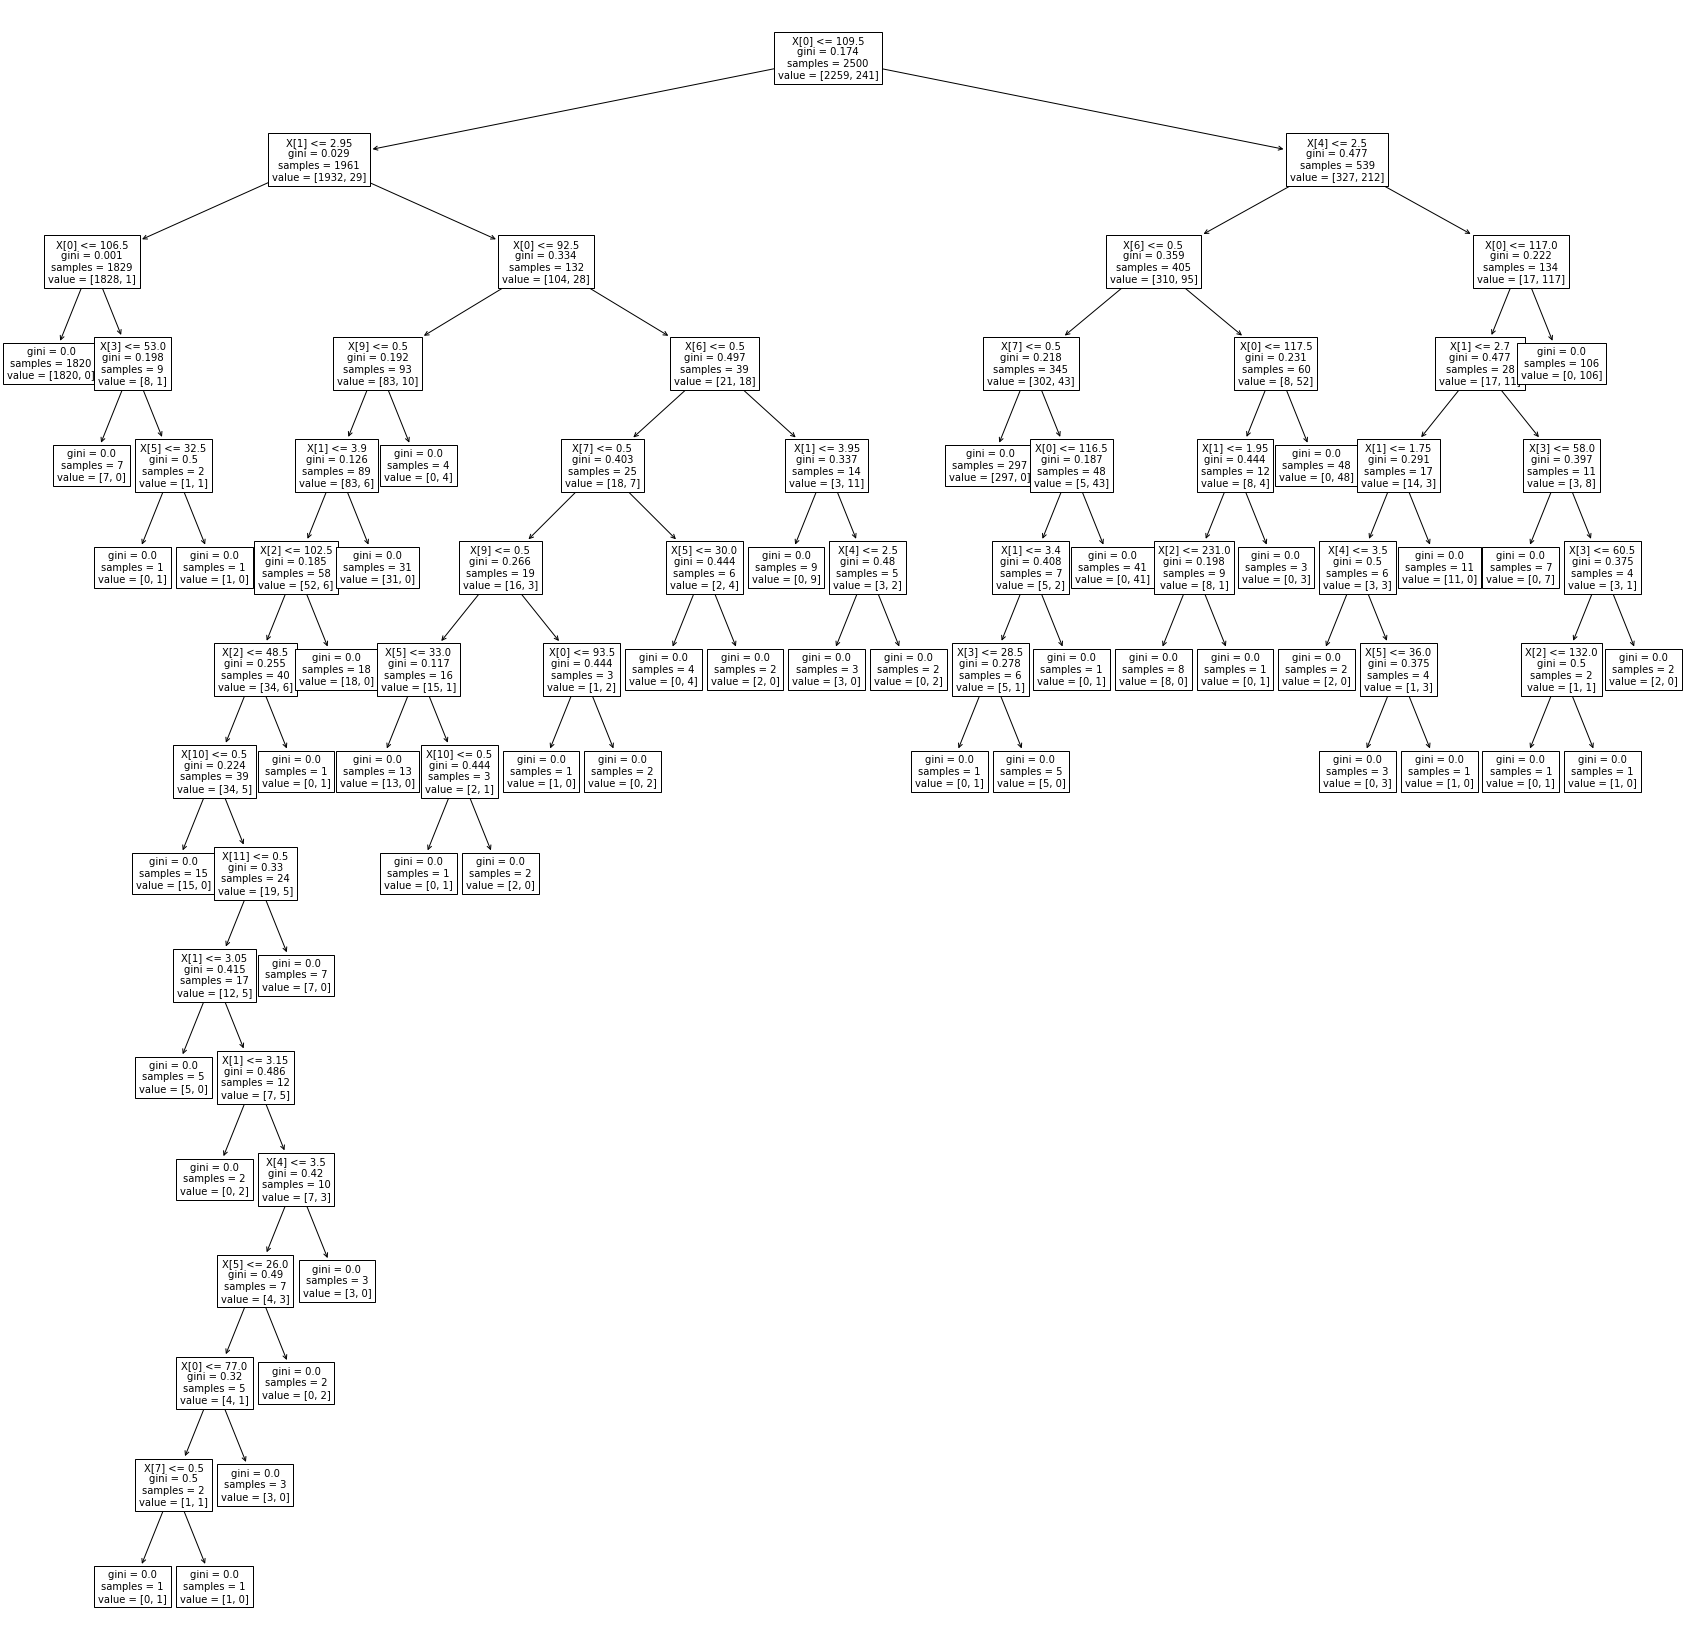 X[0] <= 109.5
gini = 0.174
samples = 2500
value = [2259, 241]
X[1] <= 2.95
gini = 0.029
samples = 1961
value = [1932, 29]
X[4] <= 2.5
gini = 0.477
samples = 539
value = [327, 212]
X[0] <= 106.5
gini = 0.001
samples = 1829
value = [1828, 1]
X[0] <= 92.5
gini = 0.334
samples = 132
value = [104, 28]
X[6] <= 0.5
gini = 0.359
samples = 405
value = [310, 95]
X[0] <= 117.0
gini = 0.222
samples = 134
value = [17, 117]
gini = 0.0
samples = 1820
value = [1820, 0]
X[3] <= 53.0
gini = 0.198
samples = 9
value = [8, 1]
X[9] <= 0.5
gini = 0.192
samples = 93
value = [83, 10]
X[6] <= 0.5
gini = 0.497
samples = 39
value = [21, 18]
X[7] <= 0.5
gini = 0.218
samples = 345
value = [302, 43]
X[0] <= 117.5
gini = 0.231
samples = 60
value = [8, 52]
X[1] <= 2.7
gini = 0.477
samples = 28
value = [17, 11]
gini = 0.0
samples = 106
value = [0, 106]
gini = 0.0
samples = 7
value = [7, 0]
X[5] <= 32.5
gini = 0.5
samples = 2
value = [1, 1]
X[1] <= 3.9
gini = 0.126
samples = 89
value = [83, 6]
gini = 0.0
samples = 4
value = [0, 4]
X[7] <= 0.5
gini = 0.403
samples = 25
value = [18, 7]
X[1] <= 3.95
gini = 0.337
samples = 14
value = [3, 11]
gini = 0.0
samples = 297
value = [297, 0]
X[0] <= 116.5
gini = 0.187
samples = 48
value = [5, 43]
X[1] <= 1.95
gini = 0.444
samples = 12
value = [8, 4]
gini = 0.0
samples = 48
value = [0, 48]
X[1] <= 1.75
gini = 0.291
samples = 17
value = [14, 3]
X[3] <= 58.0
gini = 0.397
samples = 11
value = [3, 8]
gini = 0.0
samples = 1
value = [0, 1]
gini = 0.0
samples = 1
value = [1, 0]
X[2] <= 102.5
gini = 0.185
samples = 58
value = [52, 6]
gini = 0.0
samples = 31
value = [31, 0]
X[9] <= 0.5
gini = 0.266
samples = 19
value = [16, 3]
X[5] <= 30.0
gini = 0.444
samples = 6
value = [2, 4]
gini = 0.0
samples = 9
value = [0, 9]
X[4] <= 2.5
gini = 0.48
samples = 5
value = [3, 2]
X[1] <= 3.4
gini = 0.408
samples = 7
value = [5, 2]
gini = 0.0
samples = 41
value = [0, 41]
X[2] <= 231.0
gini = 0.198
samples = 9
value = [8, 1]
gini = 0.0
samples = 3
value = [0, 3]
X[4] <= 3.5
gini = 0.5
samples = 6
value = [3, 3]
gini = 0.0
samples = 11
value = [11, 0]
gini = 0.0
samples = 7
value = [0, 7]
X[3] <= 60.5
gini = 0.375
samples = 4
value = [3, 1]
X[2] <= 48.5
gini = 0.255
samples = 40
value = [34, 6]
gini = 0.0
samples = 18
value = [18, 0]
X[5] <= 33.0
gini = 0.117
samples = 16
value = [15, 1]
X[0] <= 93.5
gini = 0.444
samples = 3
value = [1, 2]
gini = 0.0
samples = 4
value = [0, 4]
gini = 0.0
samples = 2
value = [2, 0]
gini = 0.0
samples = 3
value = [3, 0]
gini = 0.0
samples = 2
value = [0, 2]
X[3] <= 28.5
gini = 0.278
samples = 6
value = [5, 1]
gini = 0.0
samples = 1
value = [0, 1]
gini = 0.0
samples = 8
value = [8, 0]
gini = 0.0
samples = 1
value = [0, 1]
gini = 0.0
samples = 2
value = [2, 0]
X[5] <= 36.0
gini = 0.375
samples = 4
value = [1, 3]
X[2] <= 132.0
gini = 0.5
samples = 2
value = [1, 1]
gini = 0.0
samples = 2
value = [2, 0]
X[10] <= 0.5
gini = 0.224
samples = 39
value = [34, 5]
gini = 0.0
samples = 1
value = [0, 1]
gini = 0.0
samples = 13
value = [13, 0]
X[10] <= 0.5
gini = 0.444
samples = 3
value = [2, 1]
gini = 0.0
samples = 1
value = [1, 0]
gini = 0.0
samples = 2
value = [0, 2]
gini = 0.0
samples = 1
value = [0, 1]
gini = 0.0
samples = 5
value = [5, 0]
gini = 0.0
samples = 3
value = [0, 3]
gini = 0.0
samples = 1
value = [1, 0]
gini = 0.0
samples = 1
value = [0, 1]
gini = 0.0
samples = 1
value = [1, 0]
gini = 0.0
samples = 15
value = [15, 0]
X[11] <= 0.5
gini = 0.33
samples = 24
value = [19, 5]
gini = 0.0
samples = 1
value = [0, 1]
gini = 0.0
samples = 2
value = [2, 0]
X[1] <= 3.05
gini = 0.415
samples = 17
value = [12, 5]
gini = 0.0
samples = 7
value = [7, 0]
gini = 0.0
samples = 5
value = [5, 0]
X[1] <= 3.15
gini = 0.486
samples = 12
value = [7, 5]
gini = 0.0
samples = 2
value = [0, 2]
X[4] <= 3.5
gini = 0.42
samples = 10
value = [7, 3]
X[5] <= 26.0
gini = 0.49
samples = 7
value = [4, 3]
gini = 0.0
samples = 3
value = [3, 0]
X[0] <= 77.0
gini = 0.32
samples = 5
value = [4, 1]
gini = 0.0
samples = 2
value = [0, 2]
X[7] <= 0.5
gini = 0.5
samples = 2
value = [1, 1]
gini = 0.0
samples = 3
value = [3, 0]
gini = 0.0
samples = 1
value = [0, 1]
gini = 0.0
samples = 1
value = [1, 0]